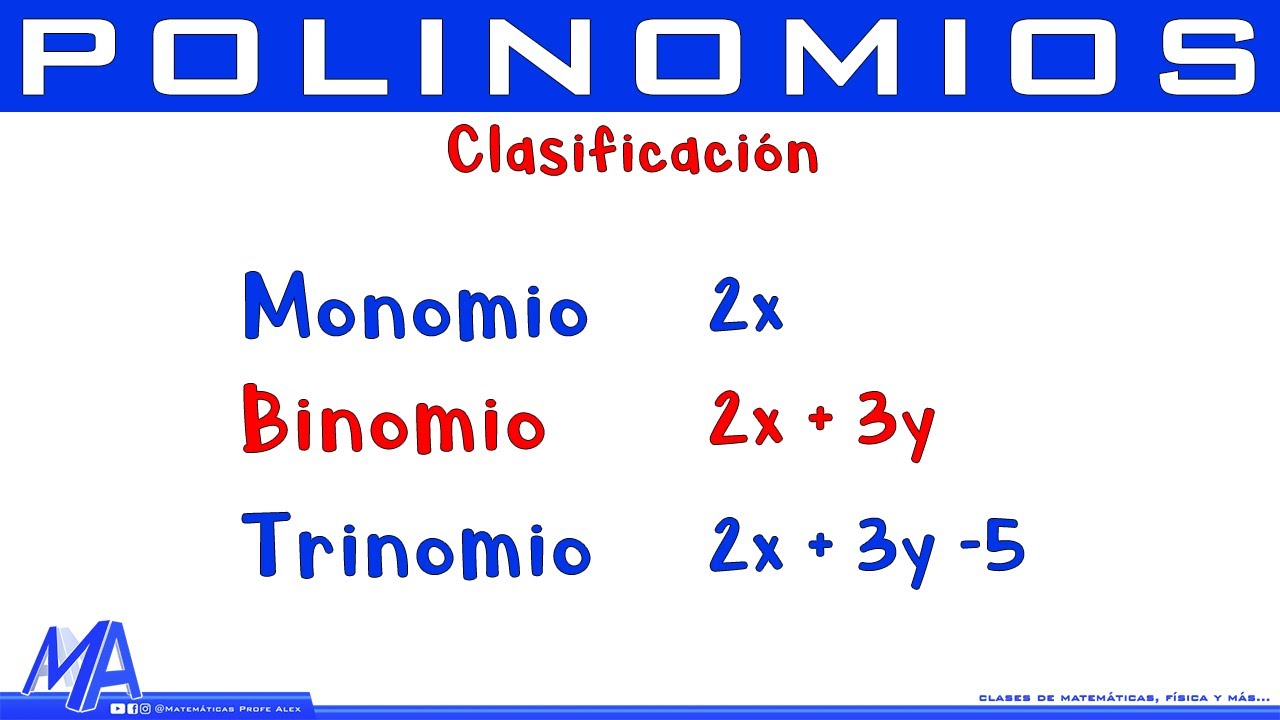 POLINOMIOS
Clasificación
Monomio 2x
Binomio 2x + 3y
Trinomio 2x + 3y -5
MA
@Matemáticas Profe Alex
Clases de matemáticas, física y más...